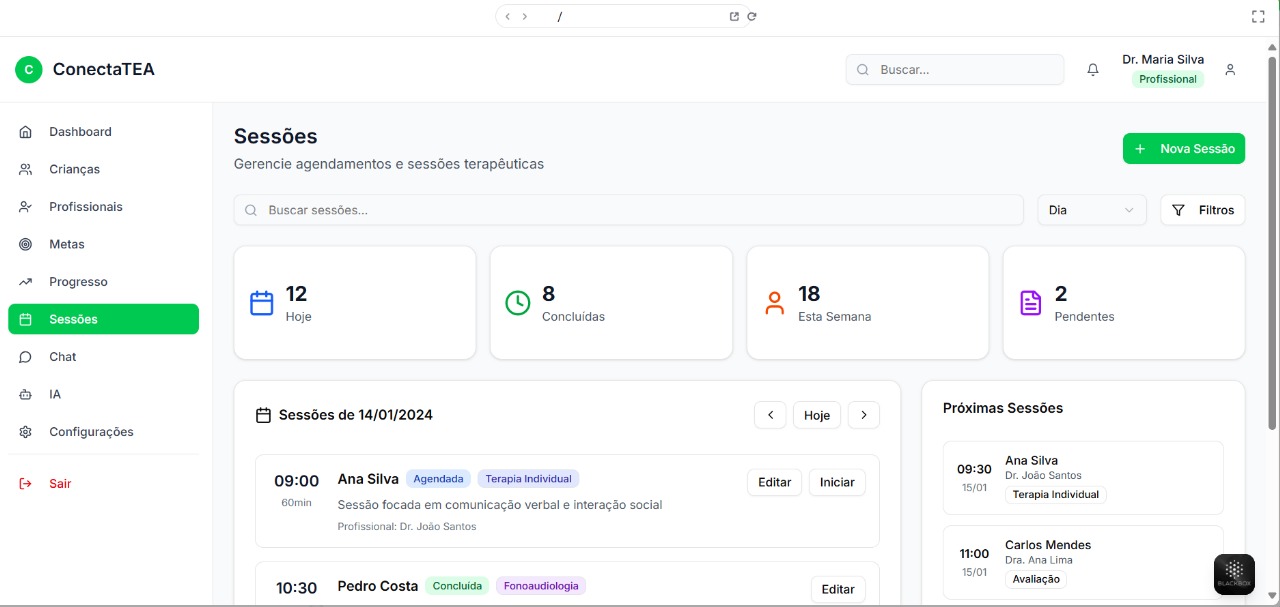 /
C ConectaTEA
Buscar...
Dr. Maria Silva
Profissional
Dashboard
Crianças
Profissionais
Metas
Progresso
Sessões
Chat
IA
Configurações
Sair
Sessões
Gerencie agendamentos e sessões terapêuticas
+ Nova Sessão
Buscar sessões...
Dia
Filtros
12
Hoje
8
Concluídas
18
Esta Semana
2
Pendentes
Sessões de 14/01/2024
Hoje
09:00
60min
Ana Silva Agendada Terapia Individual
Sessão focada em comunicação verbal e interação social
Profissional: Dr. João Santos
Editar Iniciar
10:30
Pedro Costa Concluída Fonoaudiologia
Editar
Próximas Sessões
09:30
15/01
Ana Silva
Dr. João Santos
Terapia Individual
11:00
15/01
Carlos Mendes
Dra. Ana Lima
Avaliação
BLACKBOX